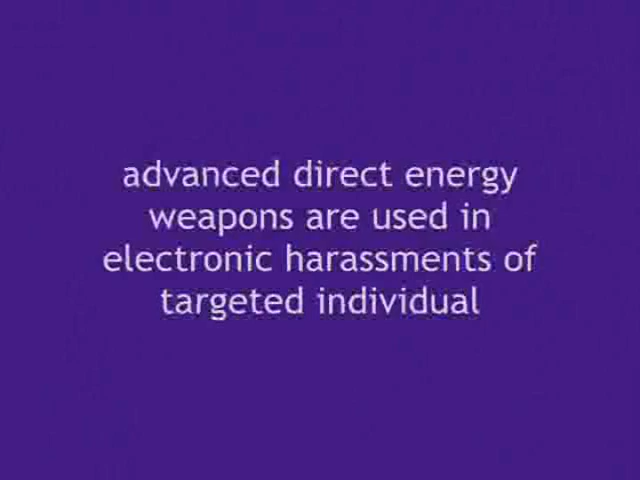 advanced direct energy
weapons are used in
electronic harassments of
targeted individual